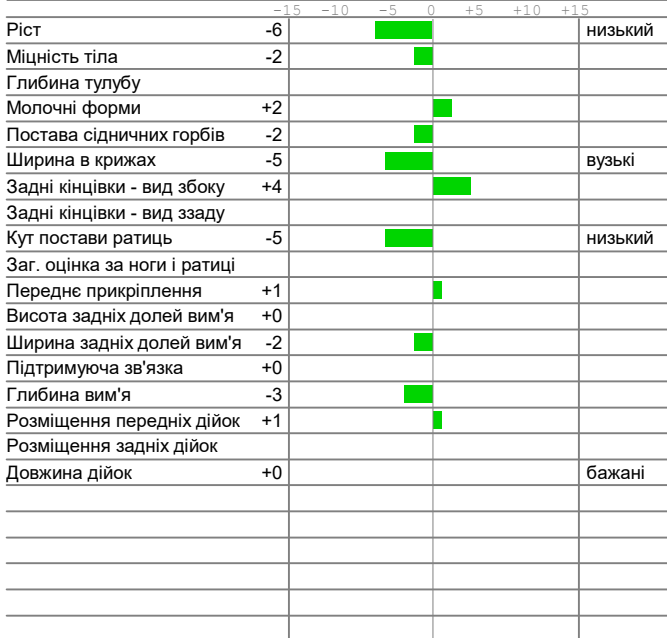 -15 -10 -5 0 +5 +10 +15
Ріст -6 низький
Міцність тіла -2
Глибина тулубу
Молочні форми +2
Постава сідничних горбів -2
Ширина в крижах -5 вузькі
Задні кінцівки - вид збоку +4
Задні кінцівки - вид ззаду
Кут постави ратиць -5 низький
Заг. оцінка за ноги і ратиці
Переднє прикріплення +1
Висота задніх долей вим'я +0
Ширина задніх долей вим'я -2
Підтримуюча зв'язка +0
Глибина вим'я -3
Розміщення передніх дійок +1
Розміщення задніх дійок
Довжина дійок +0 бажані